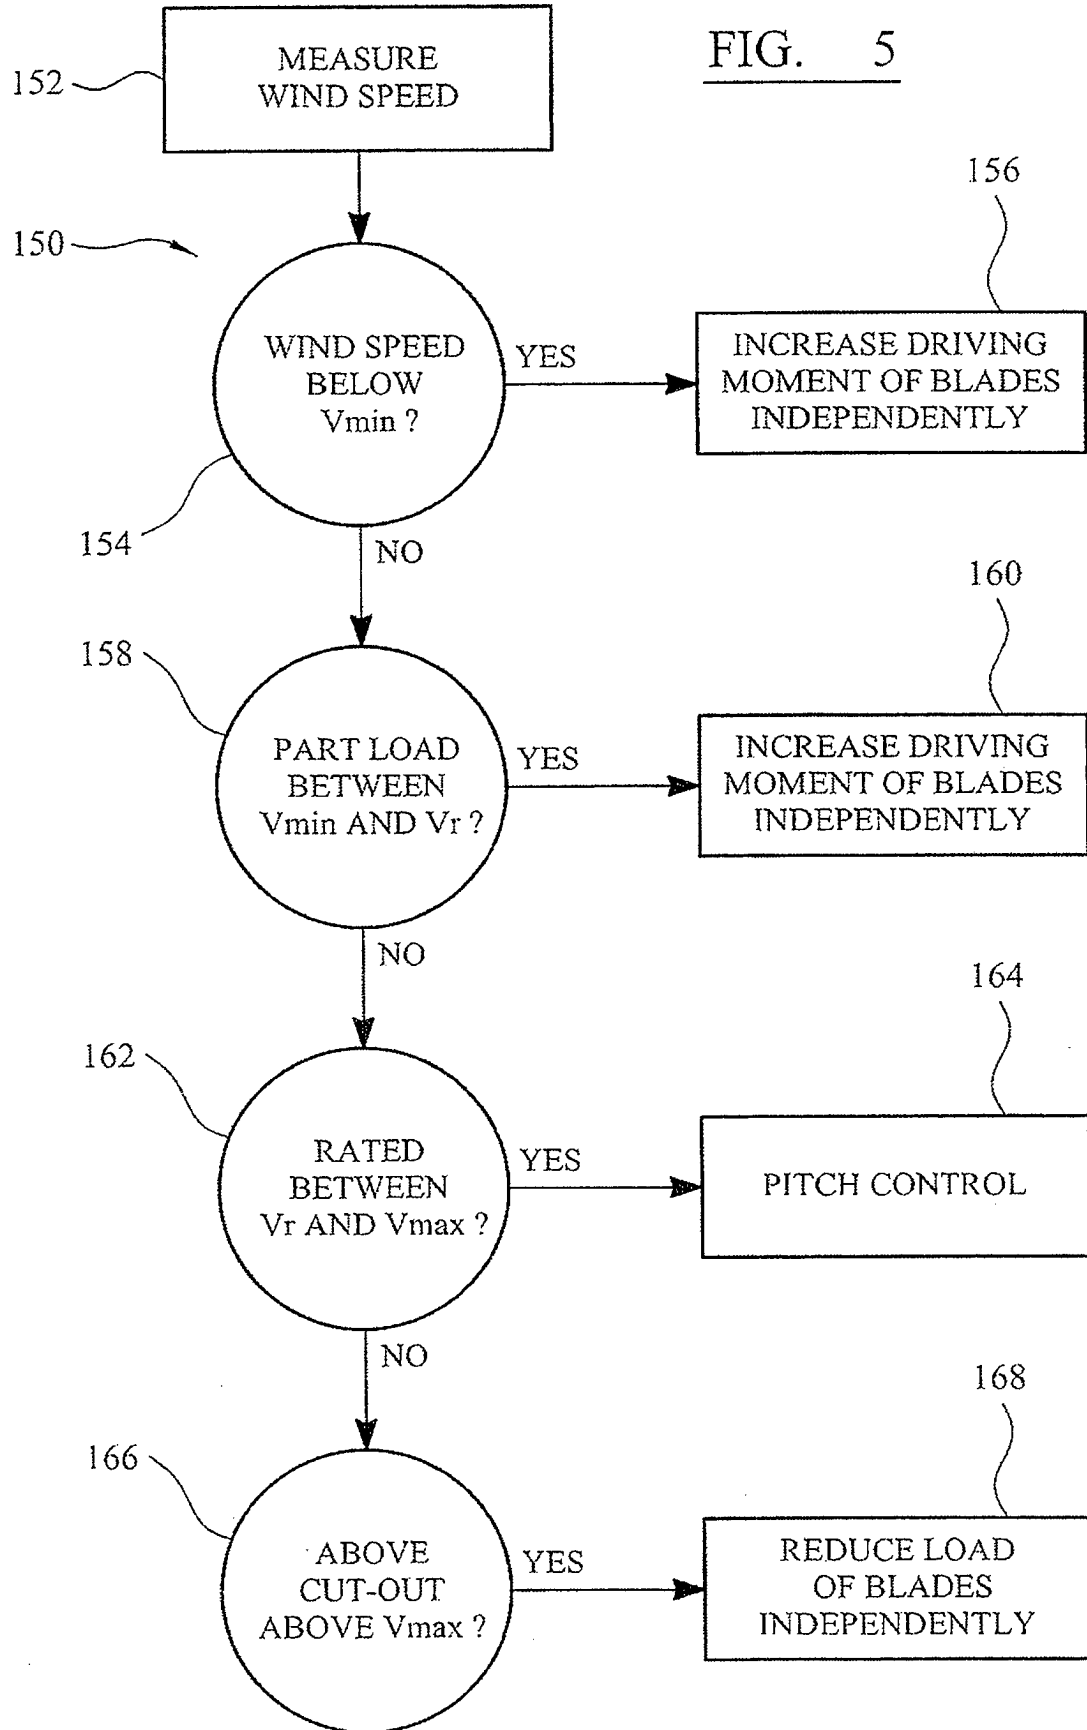 FIG. 5
152
MEASURE
WIND SPEED
150
156
WIND SPEED
BELOW
Vmin ?
YES
INCREASE DRIVING
MOMENT OF BLADES
INDEPENDENTLY
154
NO
158
160
PART LOAD
BETWEEN
Vmin AND Vr ?
YES
INCREASE DRIVING
MOMENT OF BLADES
INDEPENDENTLY
NO
162
164
RATED
BETWEEN
Vr AND Vmax ?
YES
PITCH CONTROL
NO
166
168
ABOVE
CUT-OUT
ABOVE Vmax ?
YES
REDUCE LOAD
OF BLADES
INDEPENDENTLY